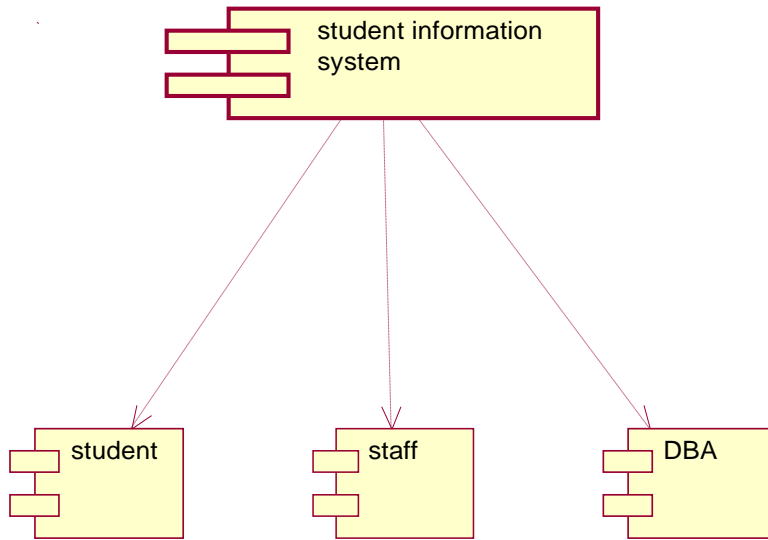 student information
system
student
staff
DBA